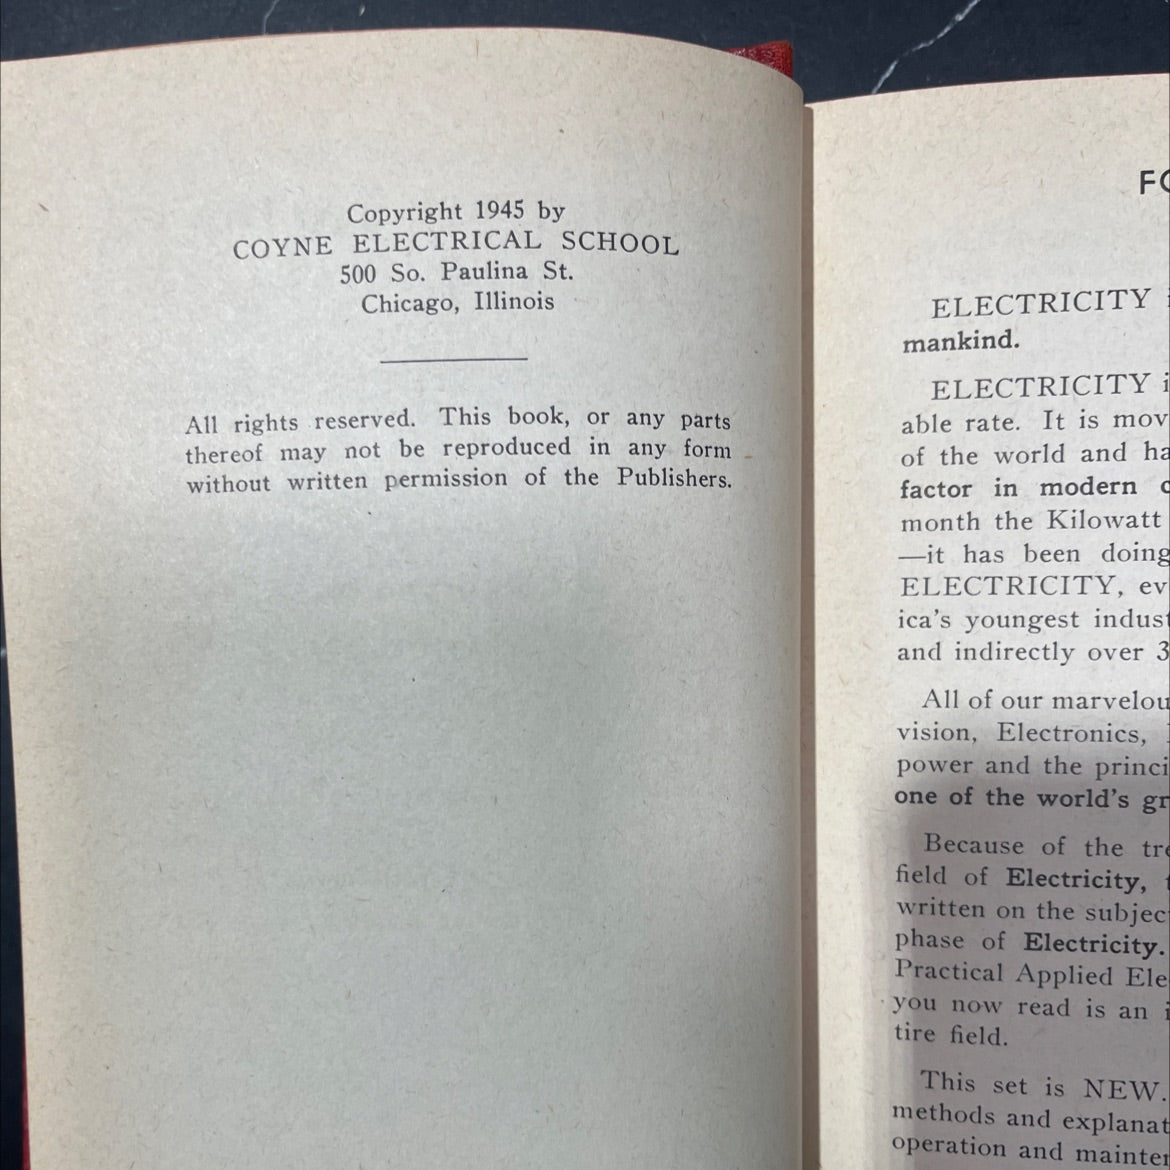 Copyright 1945 by
COYNE ELECTRICAL SCHOOL
500 So. Paulina St.
Chicago, Illinois
All rights reserved. This book, or any parts
thereof may not be reproduced in any form
without written permission of the Publishers.
ELECTRICITY
mankind.
ELECTRICITY
able rate. It is mov
of the world and ha
factor in modern
month the Kilowatt
—it has been doing
ELECTRICITY, ev
ica's youngest indust
and indirectly over 3
All of our marvelou
vision, Electronics,
power and the princi
one of the world's gr
Because of the tre
field of Electricity,
written on the subjec
phase of Electricity.
Practical Applied Ele
you now read is an
tire field.
This set is NEW.
methods and explanat
operation and mainten